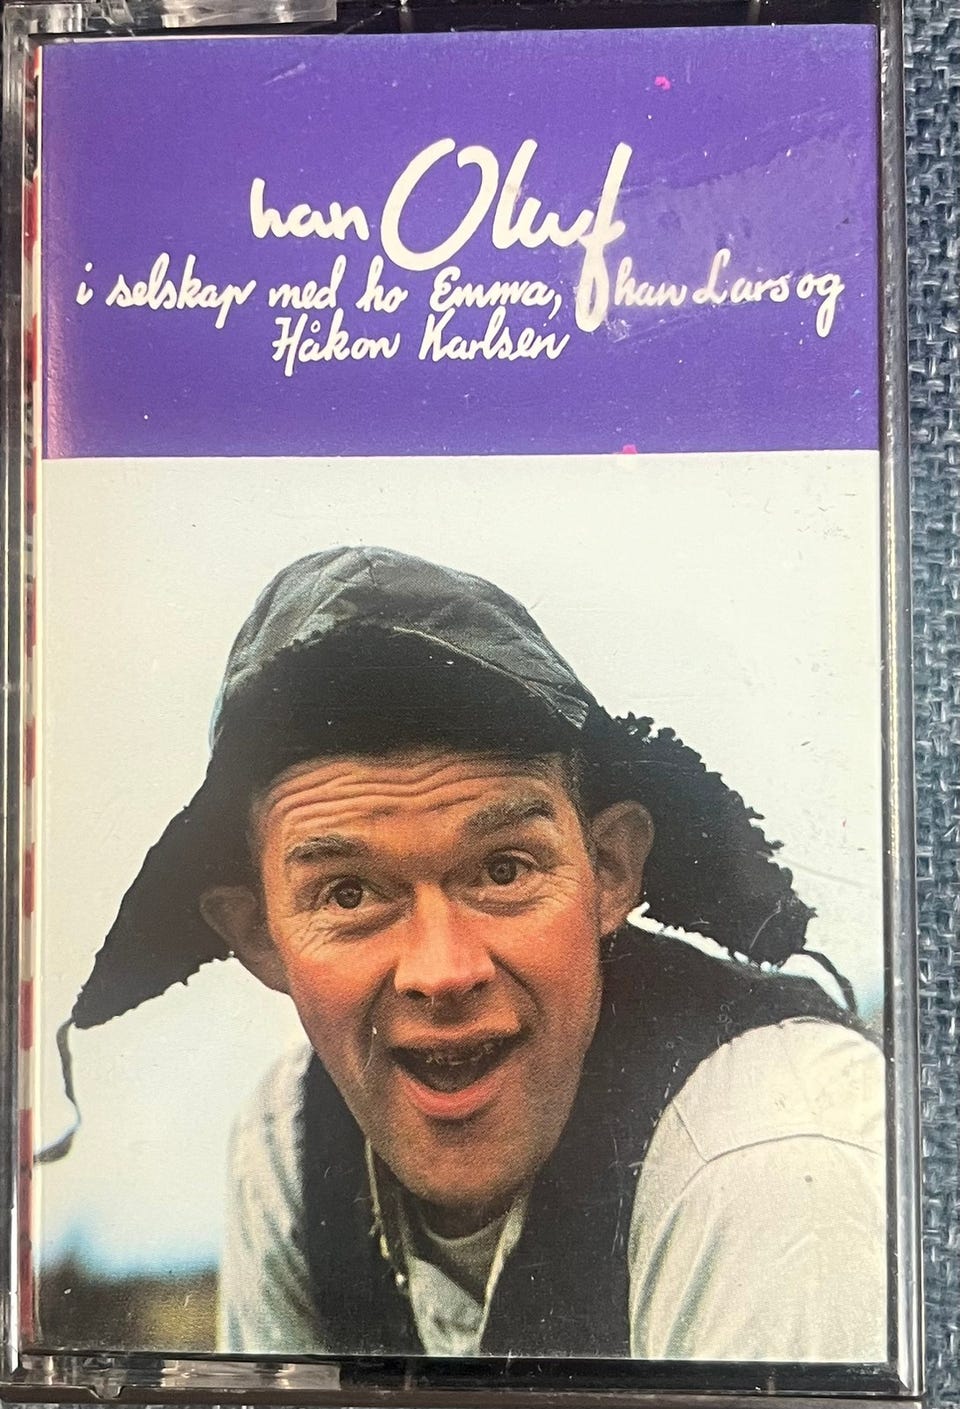 han Oluf
i selskap med ho Emma, han Lars og
Håkon Karlsen